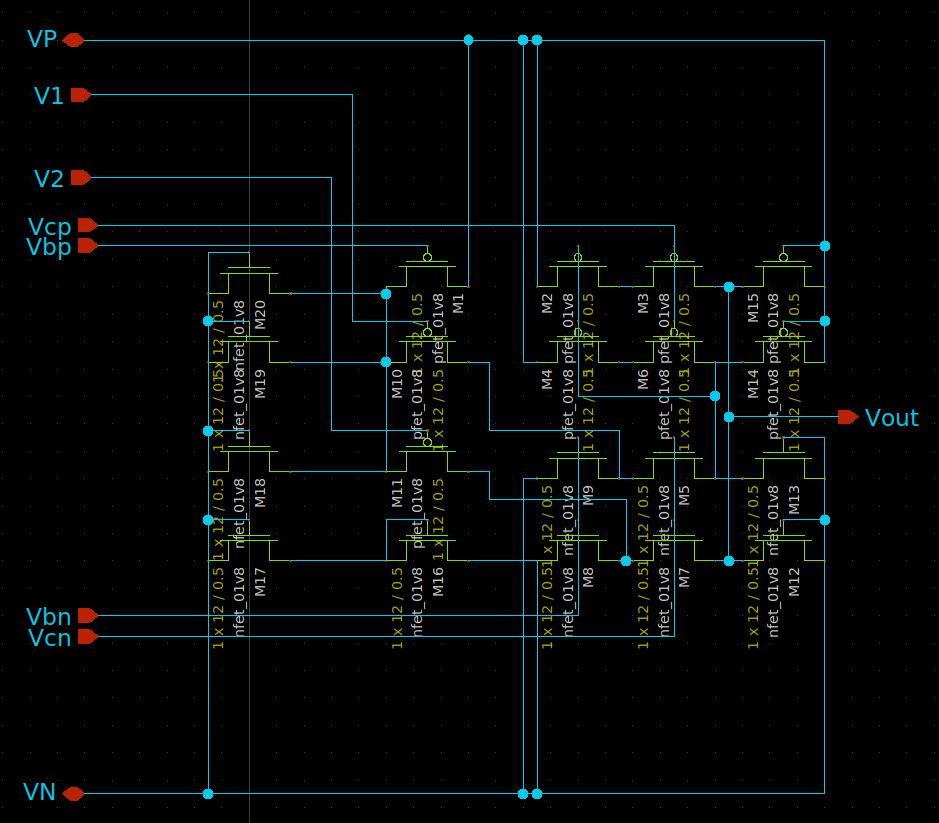 VP
V1
V2
Vcp
Vbp
M20
nfet_01v8
1 x 12 / 0.5
M1
pfet_01v8
1 x 12 / 0.5
M2
pfet_01v8
1 x 12 / 0.5
M3
pfet_01v8
1 x 12 / 0.5
M15
pfet_01v8
1 x 12 / 0.5
M19
nfet_01v8
1 x 12 / 0.5
M10
pfet_01v8
1 x 12 / 0.5
M4
pfet_01v8
1 x 12 / 0.5
M6
pfet_01v8
1 x 12 / 0.5
M14
pfet_01v8
1 x 12 / 0.5
Vout
M18
nfet_01v8
1 x 12 / 0.5
M11
pfet_01v8
1 x 12 / 0.5
M9
nfet_01v8
1 x 12 / 0.5
M5
nfet_01v8
1 x 12 / 0.5
M13
nfet_01v8
1 x 12 / 0.5
M17
nfet_01v8
1 x 12 / 0.5
M16
nfet_01v8
1 x 12 / 0.5
M8
nfet_01v8
1 x 12 / 0.5
M7
nfet_01v8
1 x 12 / 0.5
M12
nfet_01v8
1 x 12 / 0.5
Vbn
Vcn
VN